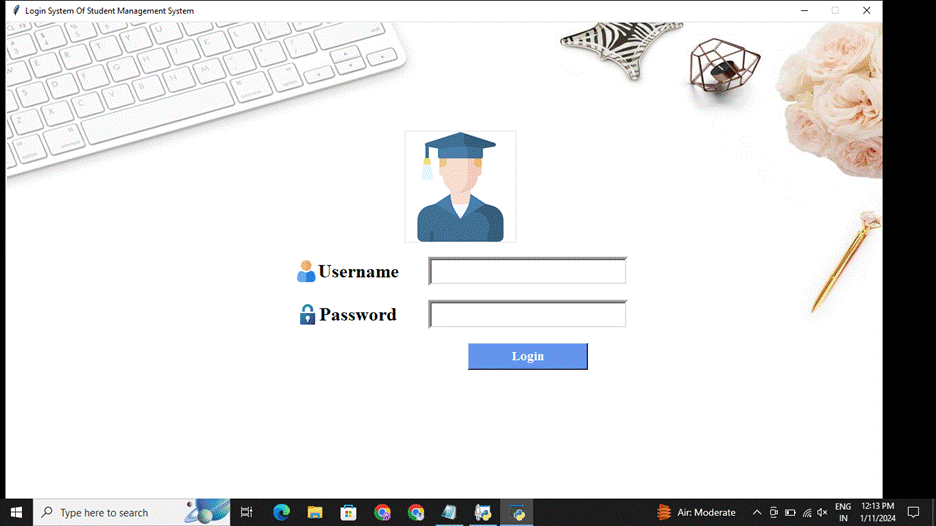 Login System Of Student Management System
Username
Password
Login
Type here to search
Air: Moderate
ENG
IN
12:13 PM
1/11/2024